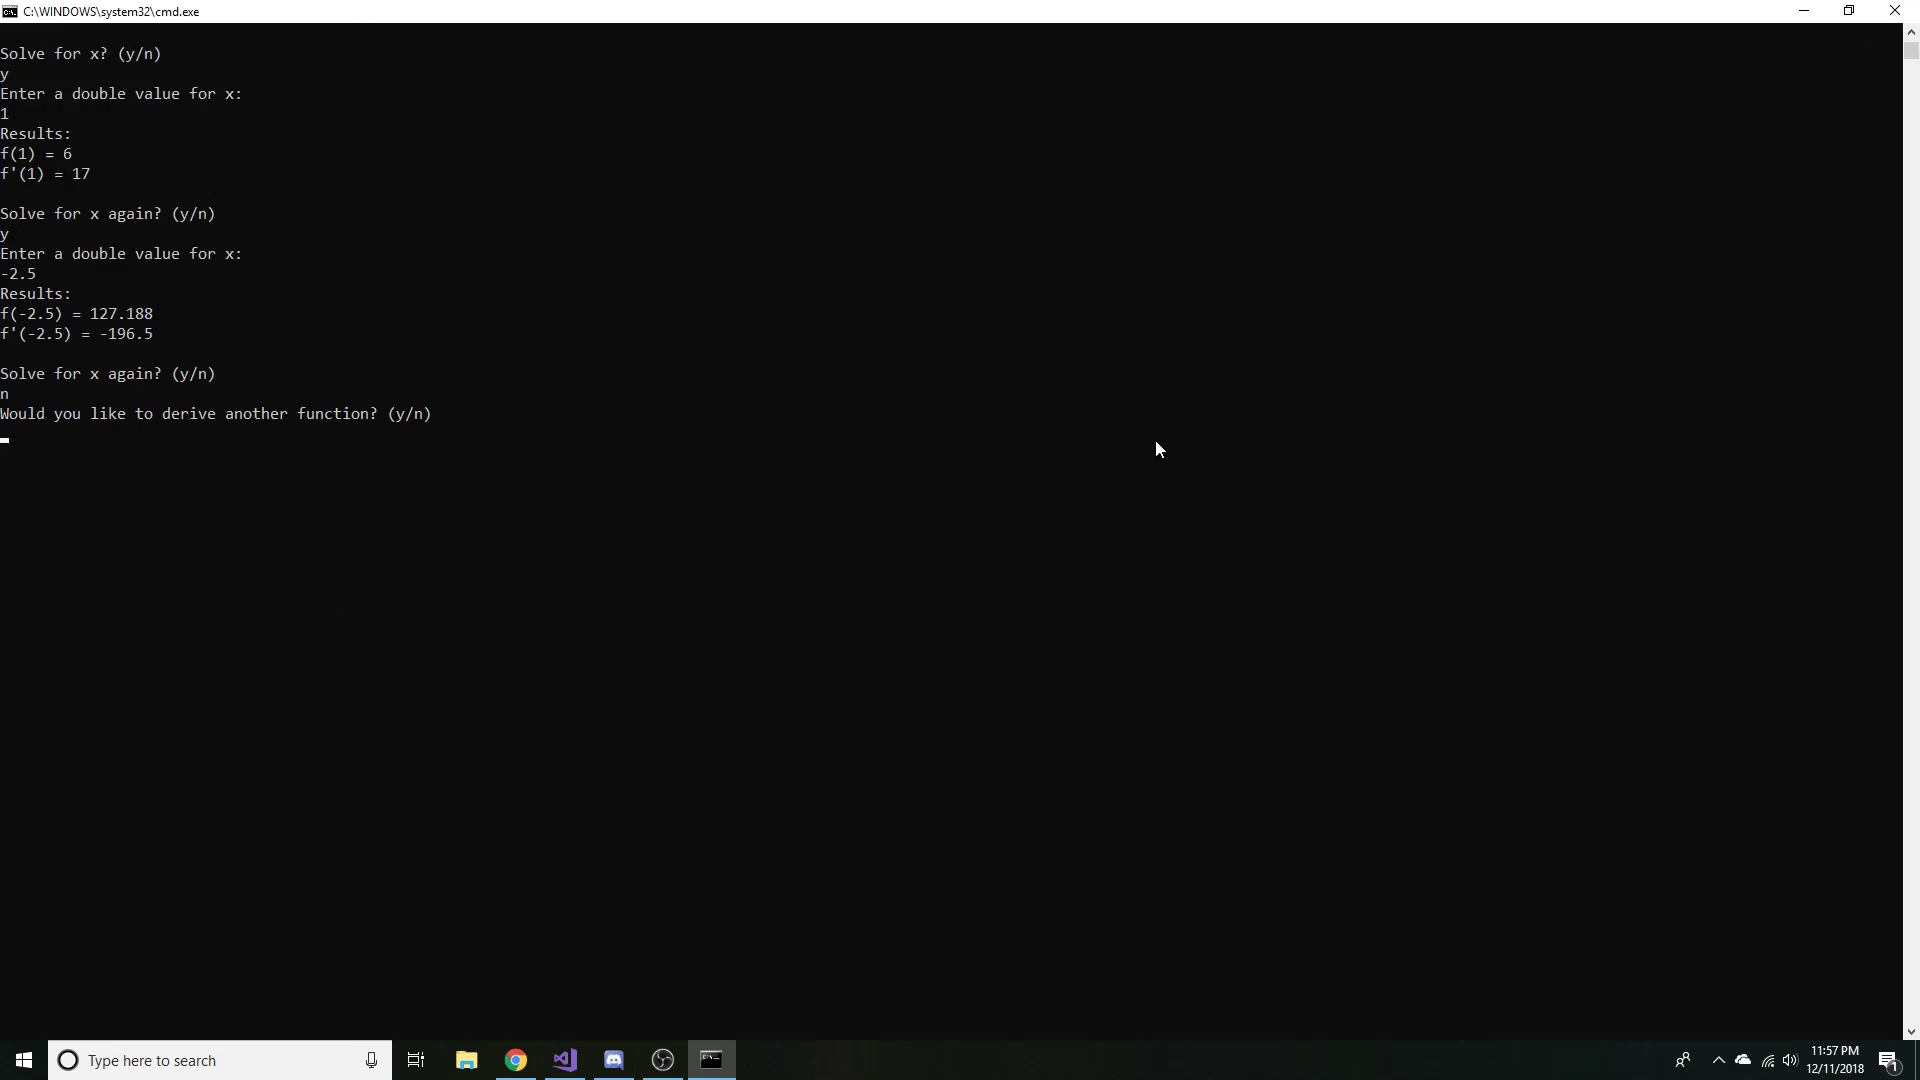 C:\WINDOWS\system32\cmd.exe
Solve for x? (y/n)
y
Enter a double value for x:
1
Results:
f(1) = 6
f'(1) = 17
Solve for x again? (y/n)
y
Enter a double value for x:
-2.5
Results:
f(-2.5) = 127.188
f'(-2.5) = -196.5
Solve for x again? (y/n)
n
Would you like to derive another function? (y/n)
Type here to search
11:57 PM
12/11/2018
1